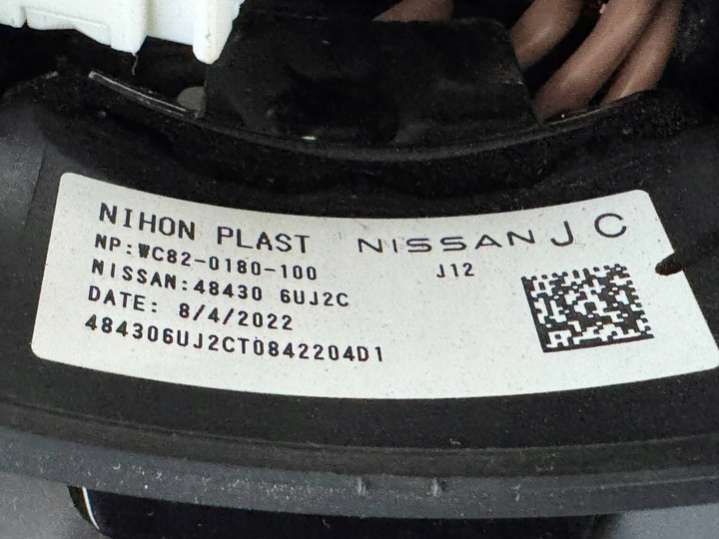 NIHON PLAST NISSAN J C
NP:WC82-0180-100 J12
NISSAN:48430 6UJ2C
DATE: 8/4/2022
484306UJ2CT0842204D1